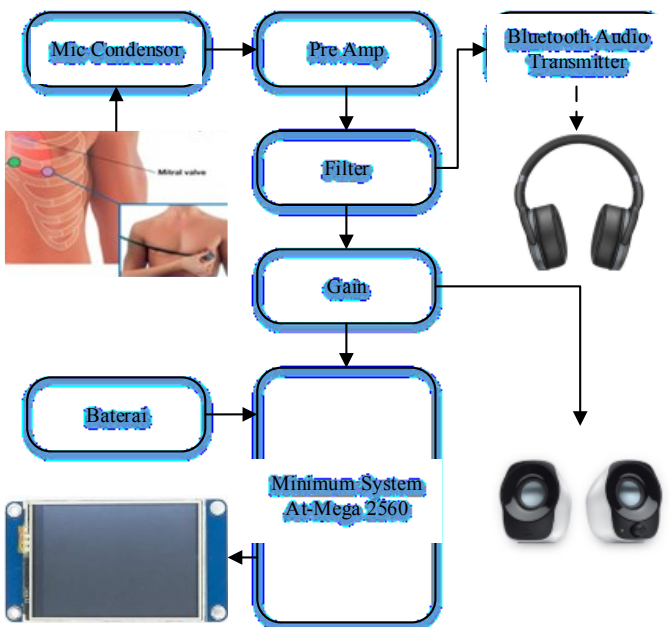 Mic Condensor
Pre Amp
Bluetooth Audio
Transmitter
Mitral valve
Filter
Gain
Baterai
Minimum System
At-Mega 2560